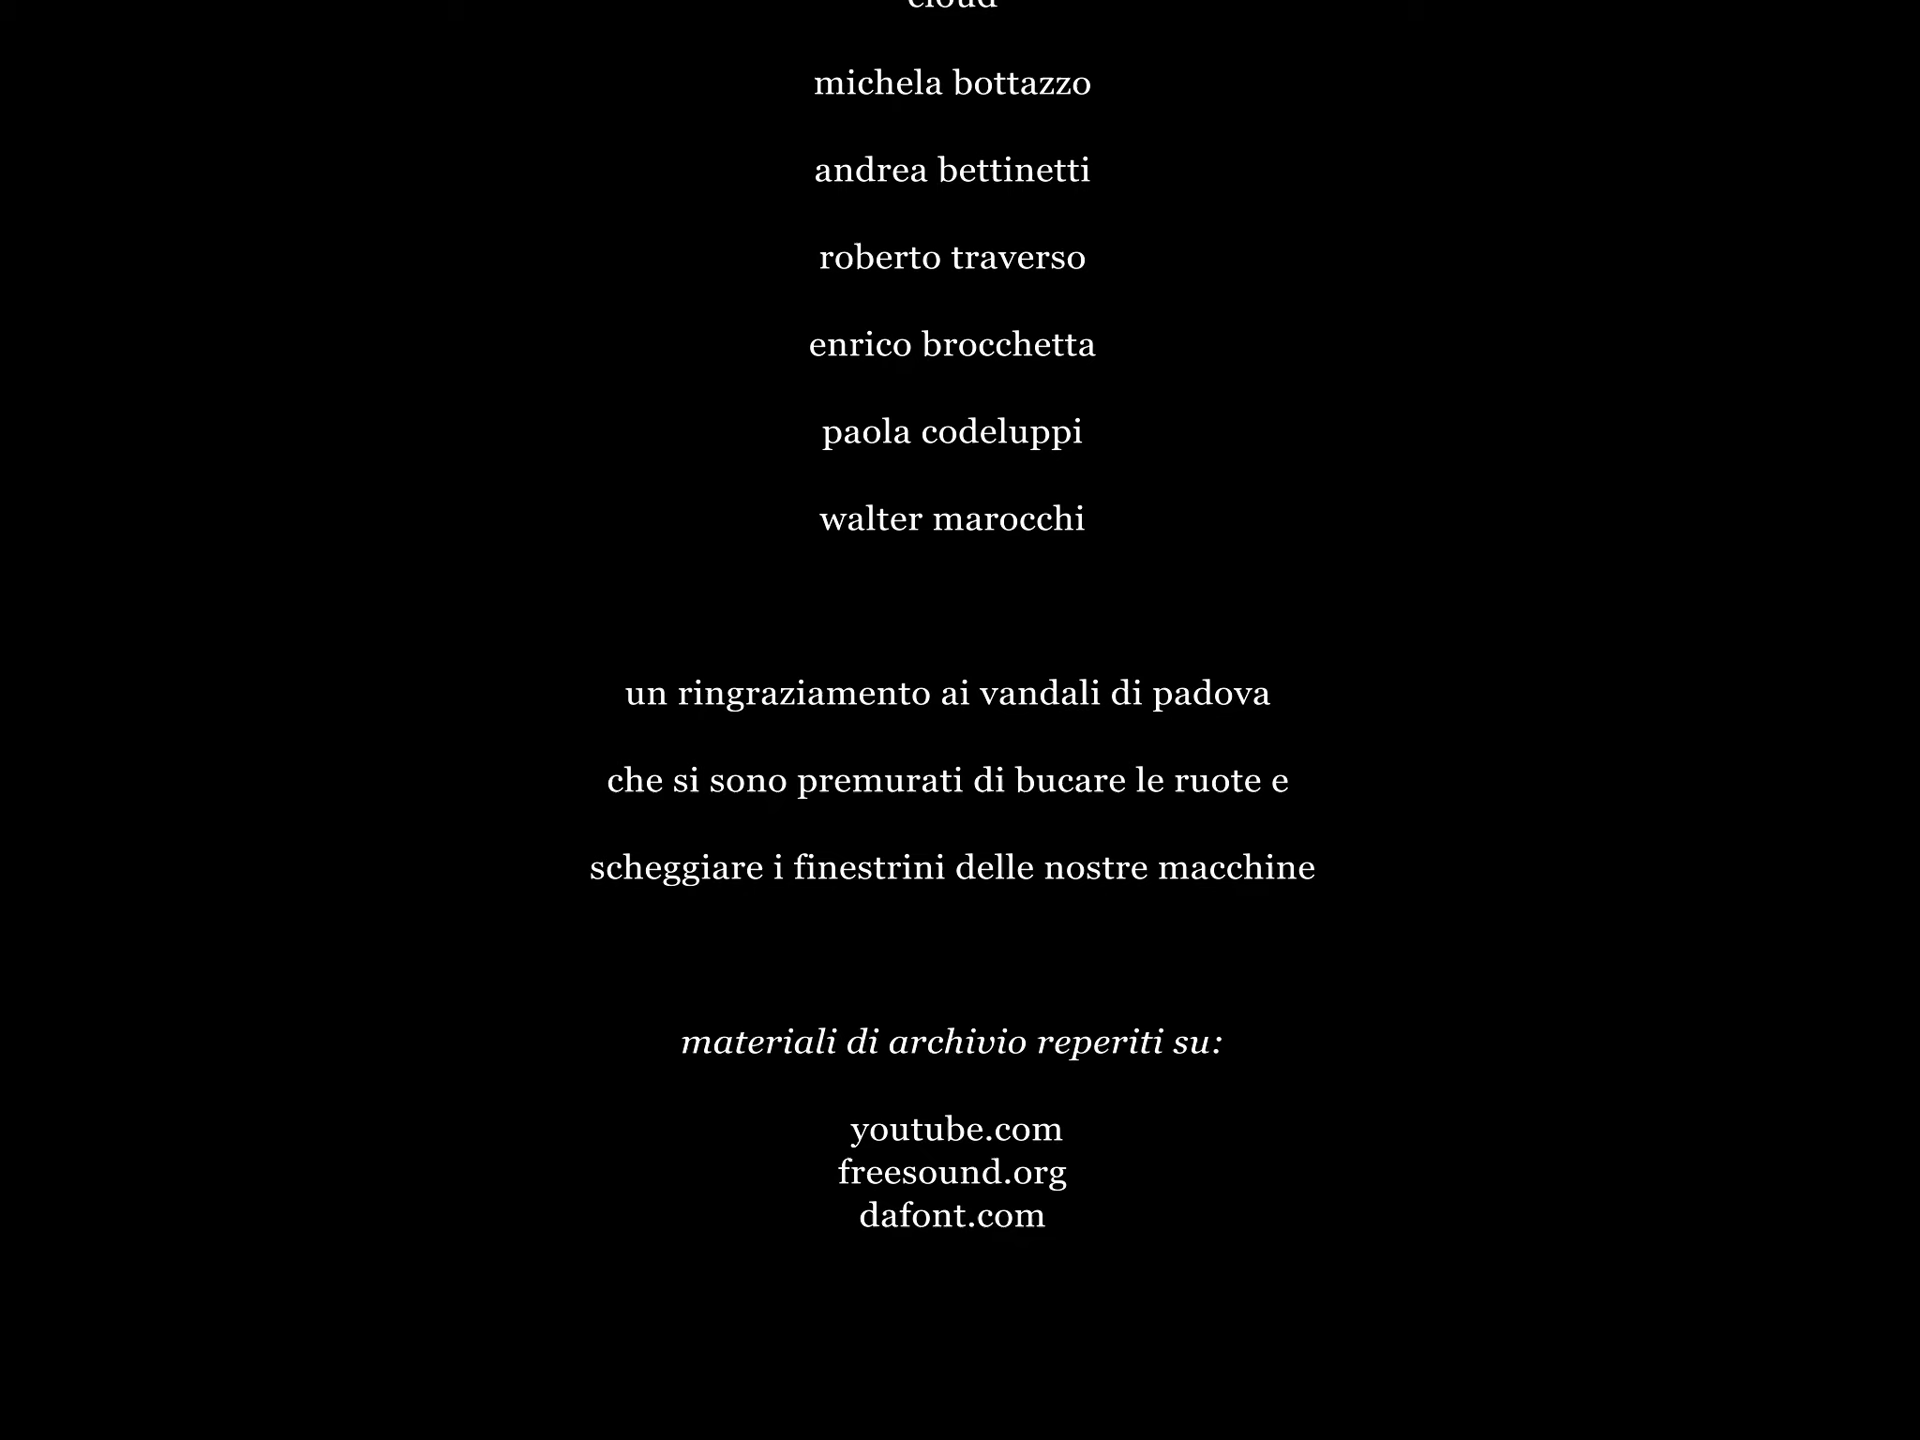 cloud
michela bottazzo
andrea bettinetti
roberto traverso
enrico brocchetta
paola codeluppi
walter marocchi
un ringraziamento ai vandali di padova
che si sono premurati di bucare le ruote e
scheggiare i finestrini delle nostre macchine
materiali di archivio reperiti su:
youtube.com
freesound.org
dafont.com